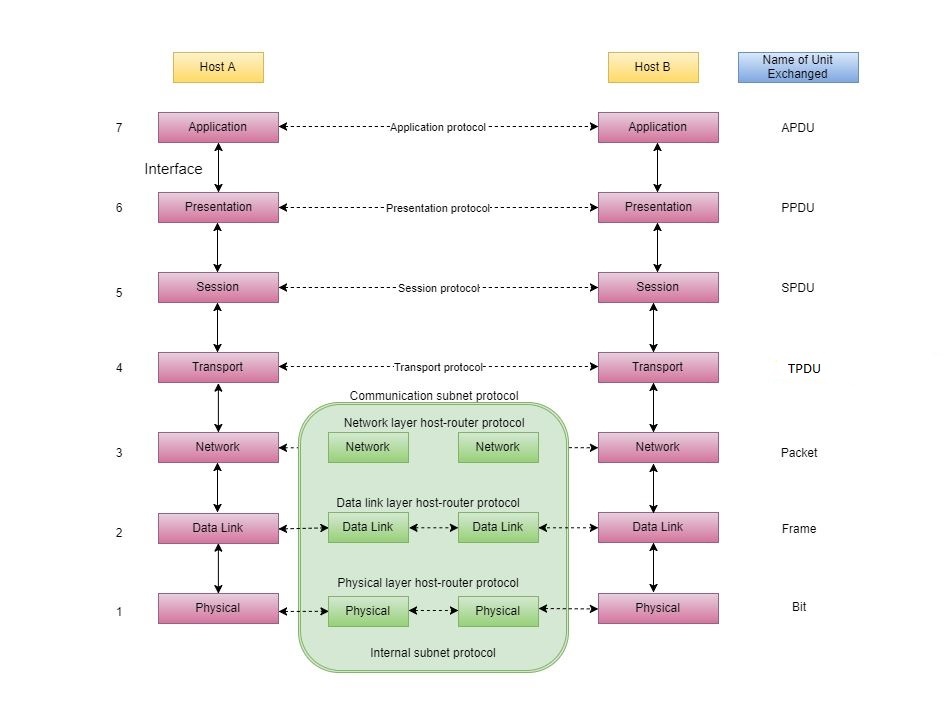 Host A
Host B
Name of Unit
Exchanged
7
Application
Application protocol
Application
APDU
Interface
6
Presentation
Presentation protocol
Presentation
PPDU
5
Session
Session protocol
Session
SPDU
4
Transport
Transport protocol
Transport
TPDU
Communication subnet protocol
Network layer host-router protocol
3
Network
Network
Network
Network
Packet
Data link layer host-router protocol
2
Data Link
Data Link
Data Link
Data Link
Frame
Physical layer host-router protocol
1
Physical
Physical
Physical
Physical
Bit
Internal subnet protocol